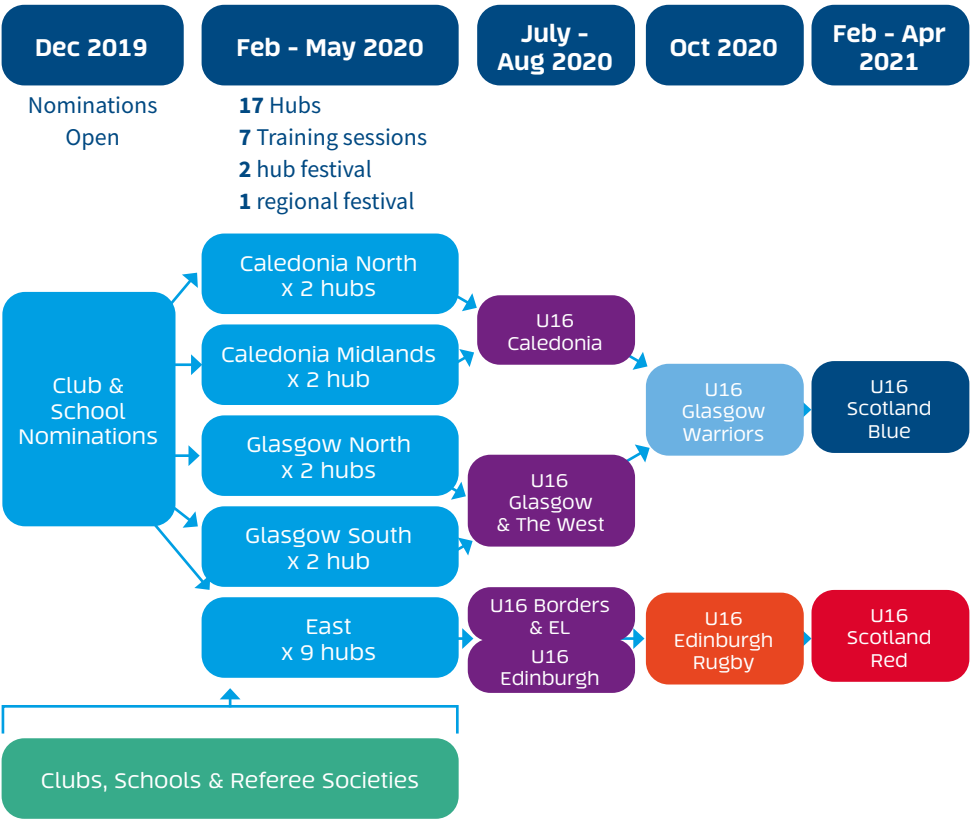 Dec 2019
Feb - May 2020
July -
Aug 2020
Oct 2020
Feb - Apr
2021
Nominations
Open
17 Hubs
7 Training sessions
2 hub festival
1 regional festival
Club &
School
Nominations
Caledonia North
x 2 hubs
Caledonia Midlands
x 2 hub
Glasgow North
x 2 hubs
Glasgow South
x 2 hub
East
x 9 hubs
U16
Caledonia
U16
Glasgow
& The West
U16 Borders
& EL
U16
Edinburgh
U16
Glasgow
Warriors
U16
Edinburgh
Rugby
U16
Scotland
Blue
U16
Scotland
Red
Clubs, Schools & Referee Societies